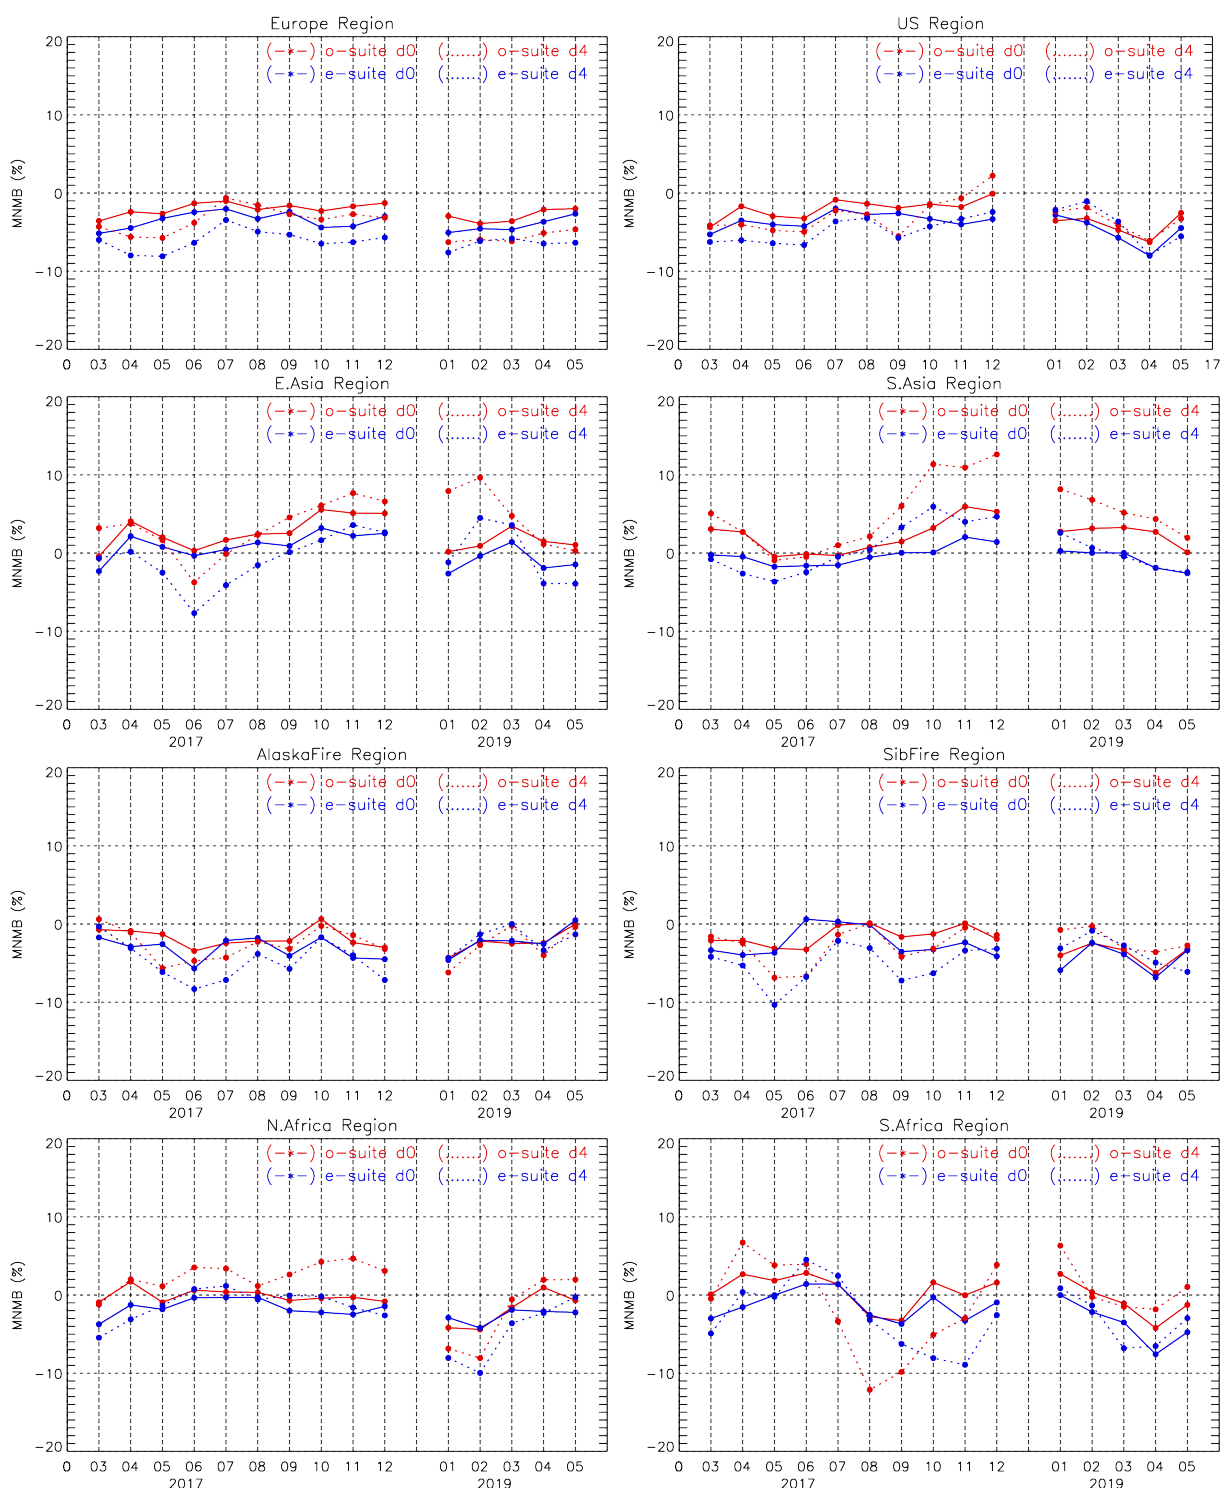 Europe Region
(-*-) o-suite d0 (......) o-suite d4
(-*-) e-suite d0 (......) e-suite d4
MNMB (%)
20
10
0
-10
-20
0 03 04 05 06 07 08 09 10 11 12 01 02 03 04 05
US Region
(-*-) o-suite d0 (......) o-suite d4
(-*-) e-suite d0 (......) e-suite d4
MNMB (%)
20
10
0
-10
-20
0 03 04 05 06 07 08 09 10 11 12 01 02 03 04 05 17
E.Asia Region
(-*-) o-suite d0 (......) o-suite d4
(-*-) e-suite d0 (......) e-suite d4
MNMB (%)
20
10
0
-10
-20
0 03 04 05 06 07 08 09 10 11 12 01 02 03 04 05
2017 2019
S.Asia Region
(-*-) o-suite d0 (......) o-suite d4
(-*-) e-suite d0 (......) e-suite d4
MNMB (%)
20
10
0
-10
-20
0 03 04 05 06 07 08 09 10 11 12 01 02 03 04 05
2017 2019
AlaskaFire Region
(-*-) o-suite d0 (......) o-suite d4
(-*-) e-suite d0 (......) e-suite d4
MNMB (%)
20
10
0
-10
-20
0 03 04 05 06 07 08 09 10 11 12 01 02 03 04 05
2017 2019
SibFire Region
(-*-) o-suite d0 (......) o-suite d4
(-*-) e-suite d0 (......) e-suite d4
MNMB (%)
20
10
0
-10
-20
0 03 04 05 06 07 08 09 10 11 12 01 02 03 04 05
2017 2019
N.Africa Region
(-*-) o-suite d0 (......) o-suite d4
(-*-) e-suite d0 (......) e-suite d4
MNMB (%)
20
10
0
-10
-20
0 03 04 05 06 07 08 09 10 11 12 01 02 03 04 05
2017 2019
S.Africa Region
(-*-) o-suite d0 (......) o-suite d4
(-*-) e-suite d0 (......) e-suite d4
MNMB (%)
20
10
0
-10
-20
0 03 04 05 06 07 08 09 10 11 12 01 02 03 04 05
2017 2019